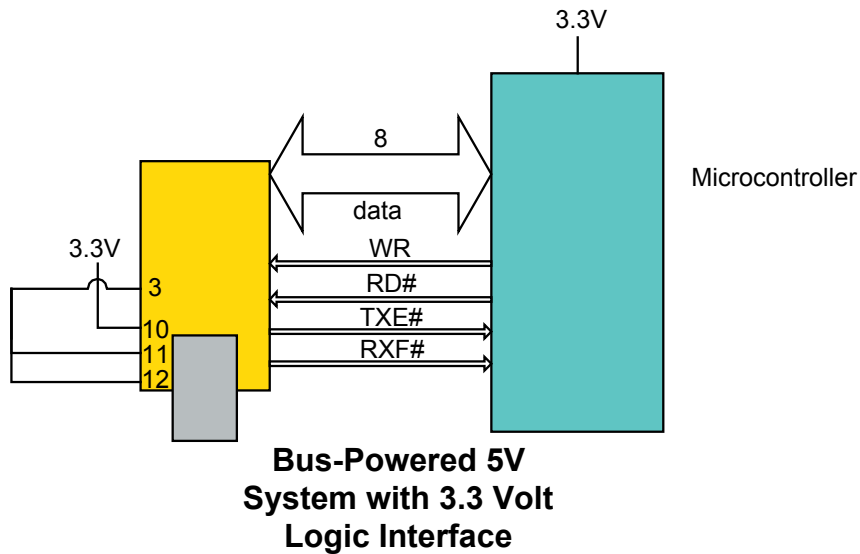 3.3V
8
Microcontroller
data
3.3V
WR
3
RD#
10
TXE#
11
RXF#
12
Bus-Powered 5V
System with 3.3 Volt
Logic Interface